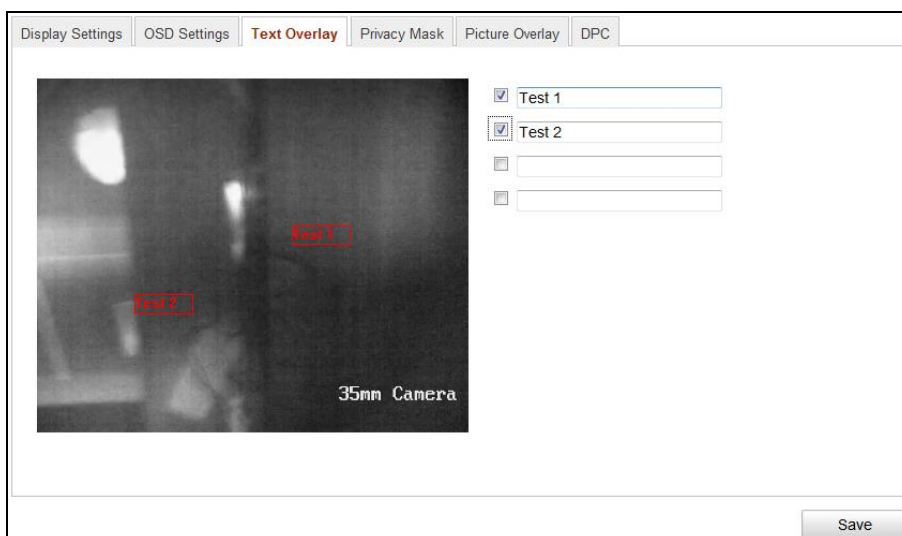 Display Settings OSD Settings Text Overlay Privacy Mask Picture Overlay DPC
Test 1
Test 2
Test 1
Test 2
35mm Camera
Save